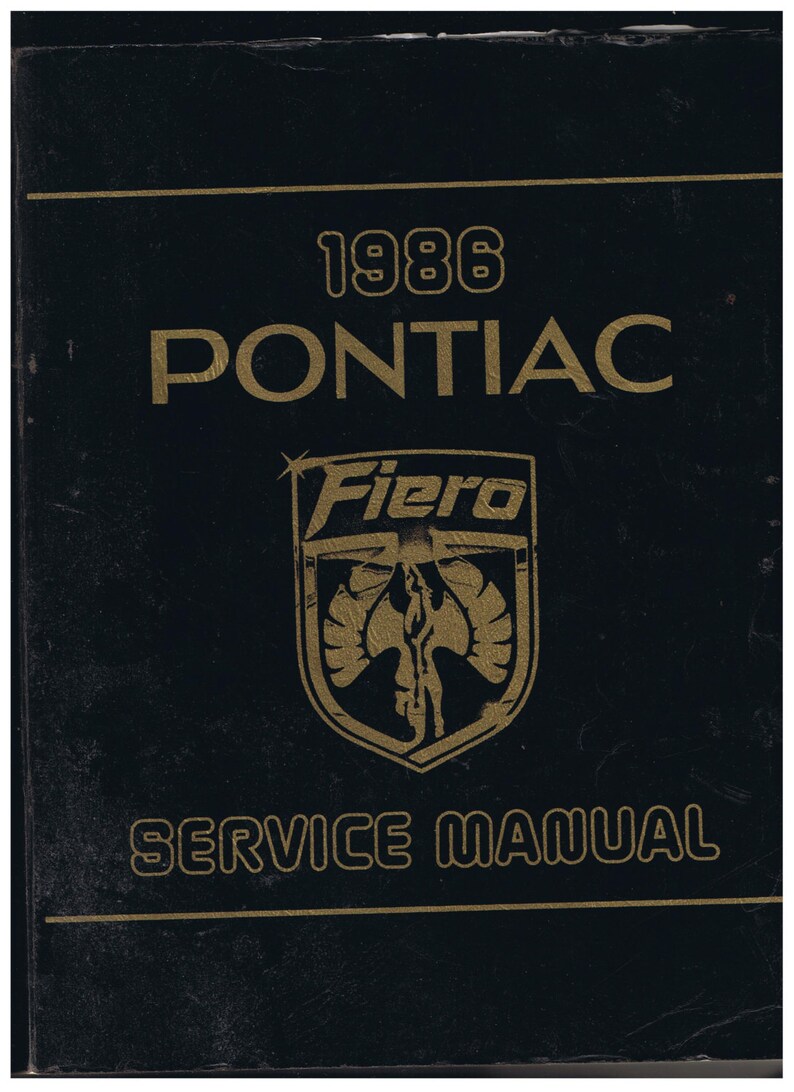 1986
PONTIAC
Fiero
SERVICE MANUAL